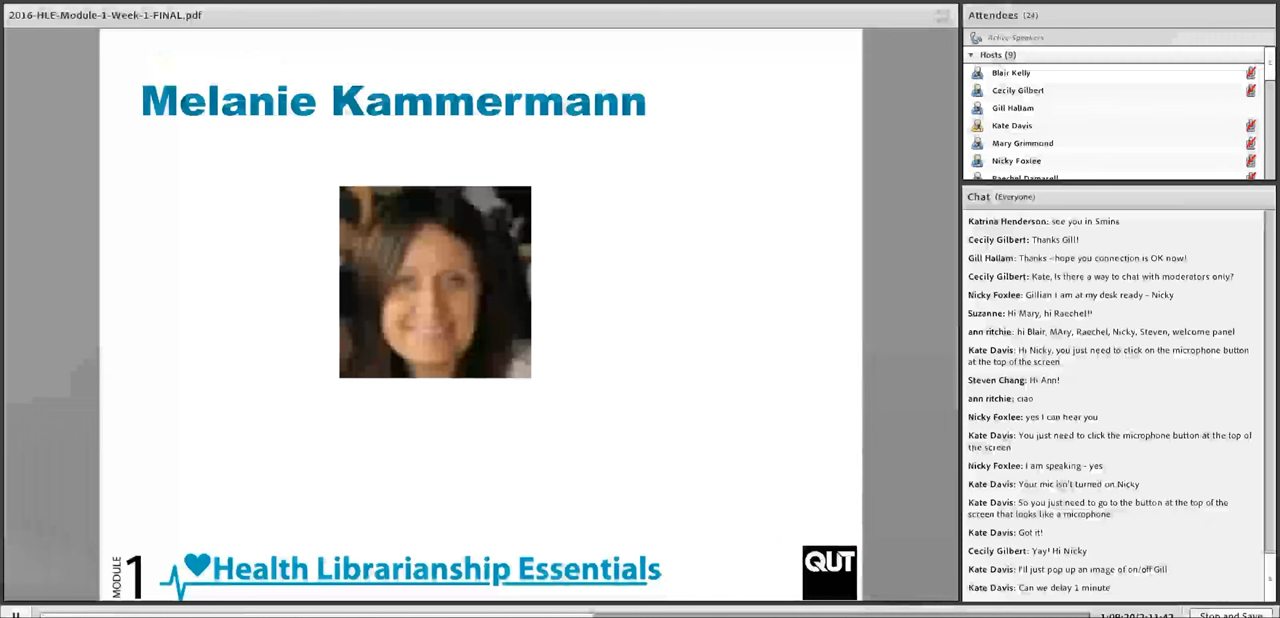 2016-HLE-Module-1-Week-1-FINAL.pdf
Melanie Kammermann
MODULE 1 Health Librarianship Essentials
QUT
Attendees (24)
Active Speakers
Hosts (9)
Blair Kelly
Cecily Gilbert
Gill Hallam
Kate Davis
Mary Grimmond
Nicky Foxlee
Raechel Damarell
Chat (Everyone)
Katrina Henderson: see you in 5mins
Cecily Gilbert: Thanks Gill!
Gill Hallam: Thanks - hope you connection is OK now!
Cecily Gilbert: Kate, Is there a way to chat with moderators only?
Nicky Foxlee: Gillian I am at my desk ready - Nicky
Suzanne: Hi Mary, hi Raechel!!
ann ritchie: hi Blair, MAry, Raechel, Nicky, Steven, welcome panel
Kate Davis: Hi Nicky, you just need to click on the microphone button
at the top of the screen
Steven Chang: Hi Ann!
ann ritchie: ciao
Nicky Foxlee: yes I can hear you
Kate Davis: You just need to click the microphone button at the top of
the screen
Nicky Foxlee: I am speaking - yes
Kate Davis: Your mic isn't turned on Nicky
Kate Davis: So you just need to go to the button at the top of the
screen that looks like a microphone
Kate Davis: Got it!
Cecily Gilbert: Yay! Hi Nicky
Kate Davis: I'll just pop up an image of on/off Gill
Kate Davis: Can we delay 1 minute
Stop and Save